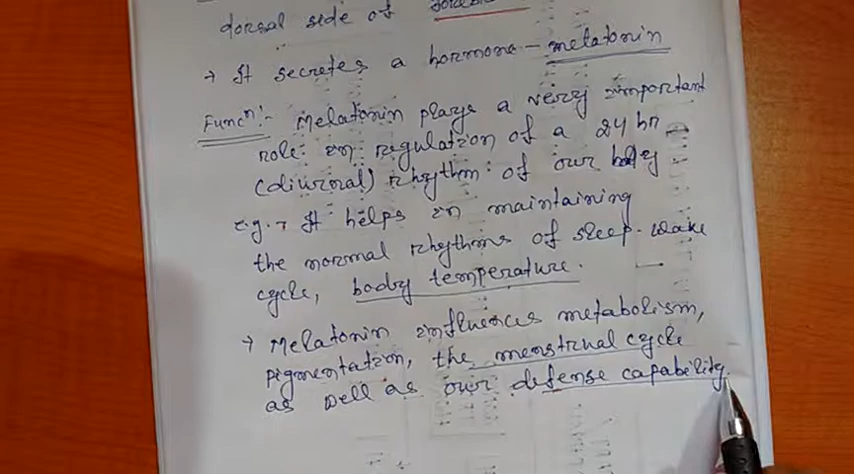 dorsal side of
→ It secretes a hormone – melatonin
Funcⁿ:- Melatonin plays a very important
role in regulation of a 24 hr
(diurnal) rhythm of our body
e.g. → It helps in maintaining
the normal rhythms of sleep-wake
cycle, body temperature.
→ Melatonin influences metabolism,
pigmentation, the menstrual cycle
as well as our defense capability.